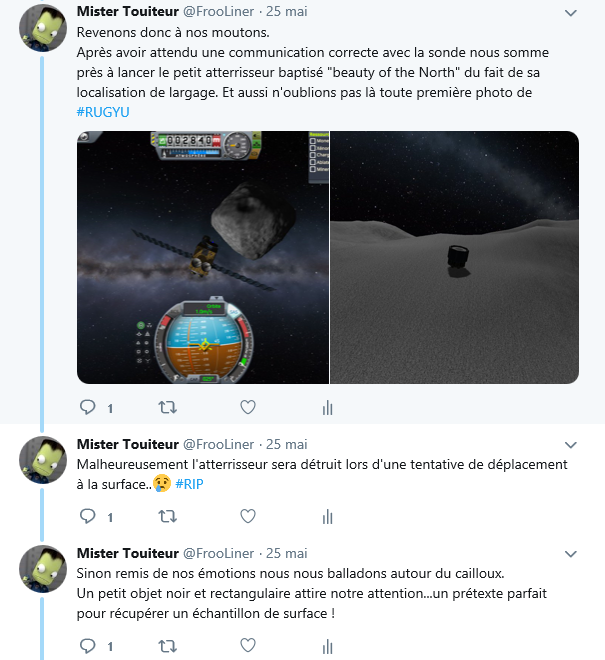 Mister Touiteur @FrooLiner · 25 mai
Revenons donc à nos moutons.
Après avoir attendu une communication correcte avec la sonde nous somme
près à lancer le petit atterrisseur baptisé "beauty of the North" du fait de sa
localisation de largage. Et aussi n'oublions pas là toute première photo de
#RUGYU
1
Mister Touiteur @FrooLiner · 25 mai
Malheureusement l'atterrisseur sera détruit lors d'une tentative de déplacement
à la surface..😢 #RIP
1
Mister Touiteur @FrooLiner · 25 mai
Sinon remis de nos émotions nous nous balladons autour du cailloux.
Un petit objet noir et rectangulaire attire notre attention...un prétexte parfait
pour récupérer un échantillon de surface !
1